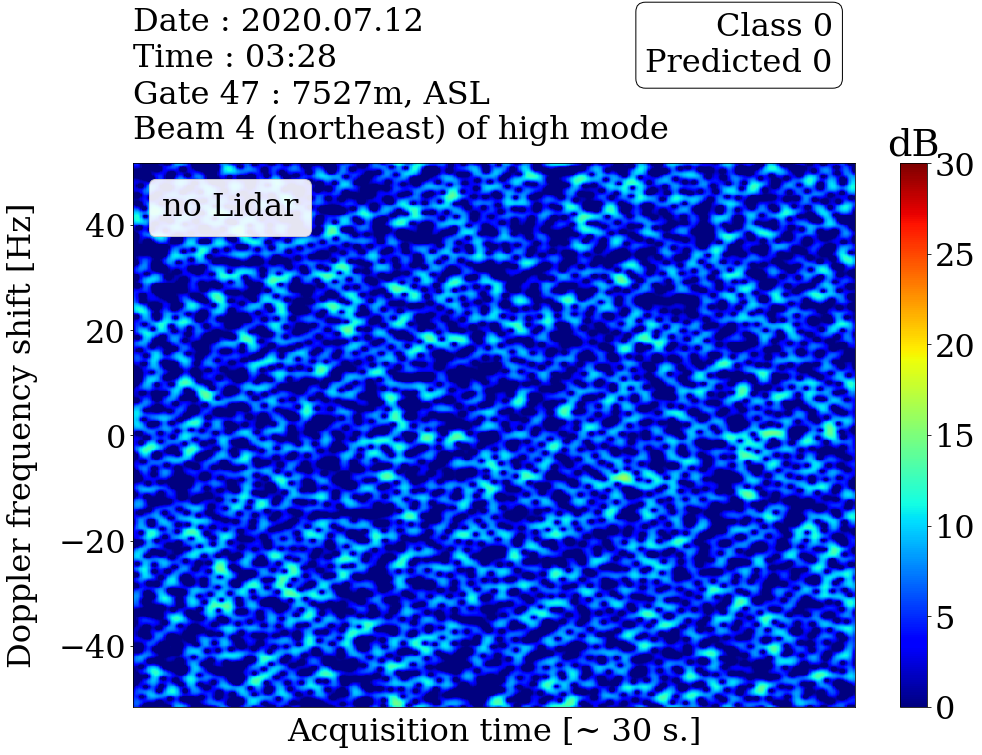 Date : 2020.07.12
Time : 03:28
Gate 47 : 7527m, ASL
Beam 4 (northeast) of high mode
Class 0
Predicted 0
dB
no Lidar
Doppler frequency shift [Hz]
40
20
0
−20
−40
Acquisition time [~ 30 s.]
30
25
20
15
10
5
0